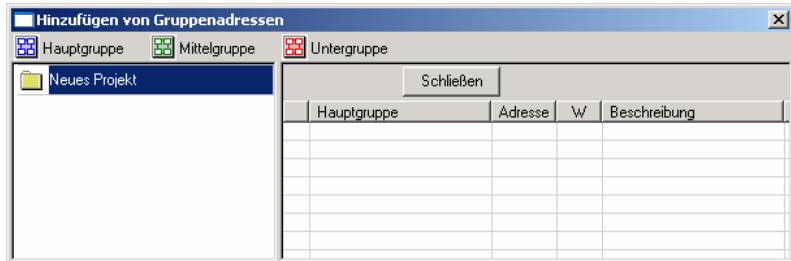 Hinzufügen von Gruppenadressen
Hauptgruppe Mittelgruppe Untergruppe
Neues Projekt
Schließen
Hauptgruppe Adresse W Beschreibung